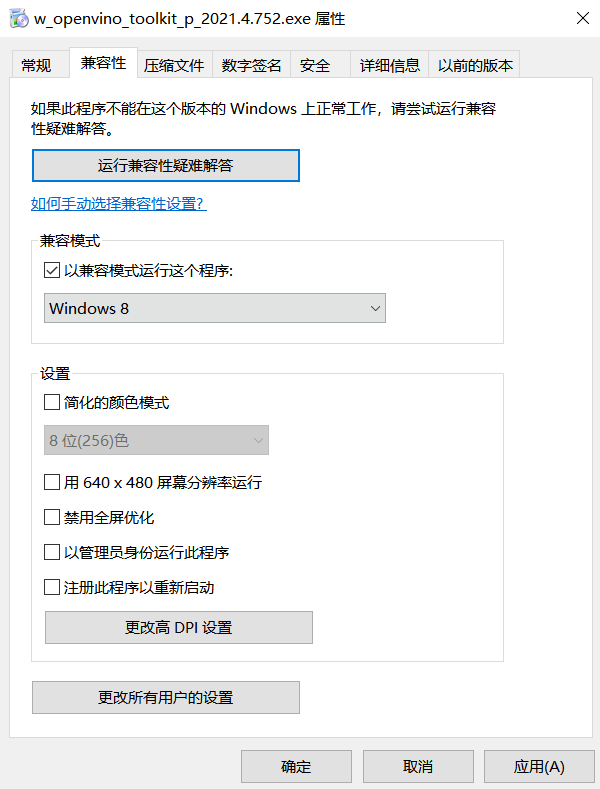 w_openvino_toolkit_p_2021.4.752.exe 属性
常规 兼容性 压缩文件 数字签名 安全 详细信息 以前的版本
如果此程序不能在这个版本的 Windows 上正常工作，请尝试运行兼容
性疑难解答。
运行兼容性疑难解答
如何手动选择兼容性设置?
兼容模式
以兼容模式运行这个程序:
Windows 8
设置
简化的颜色模式
8 位(256)色
用 640 x 480 屏幕分辨率运行
禁用全屏优化
以管理员身份运行此程序
注册此程序以重新启动
更改高 DPI 设置
更改所有用户的设置
确定 取消 应用(A)